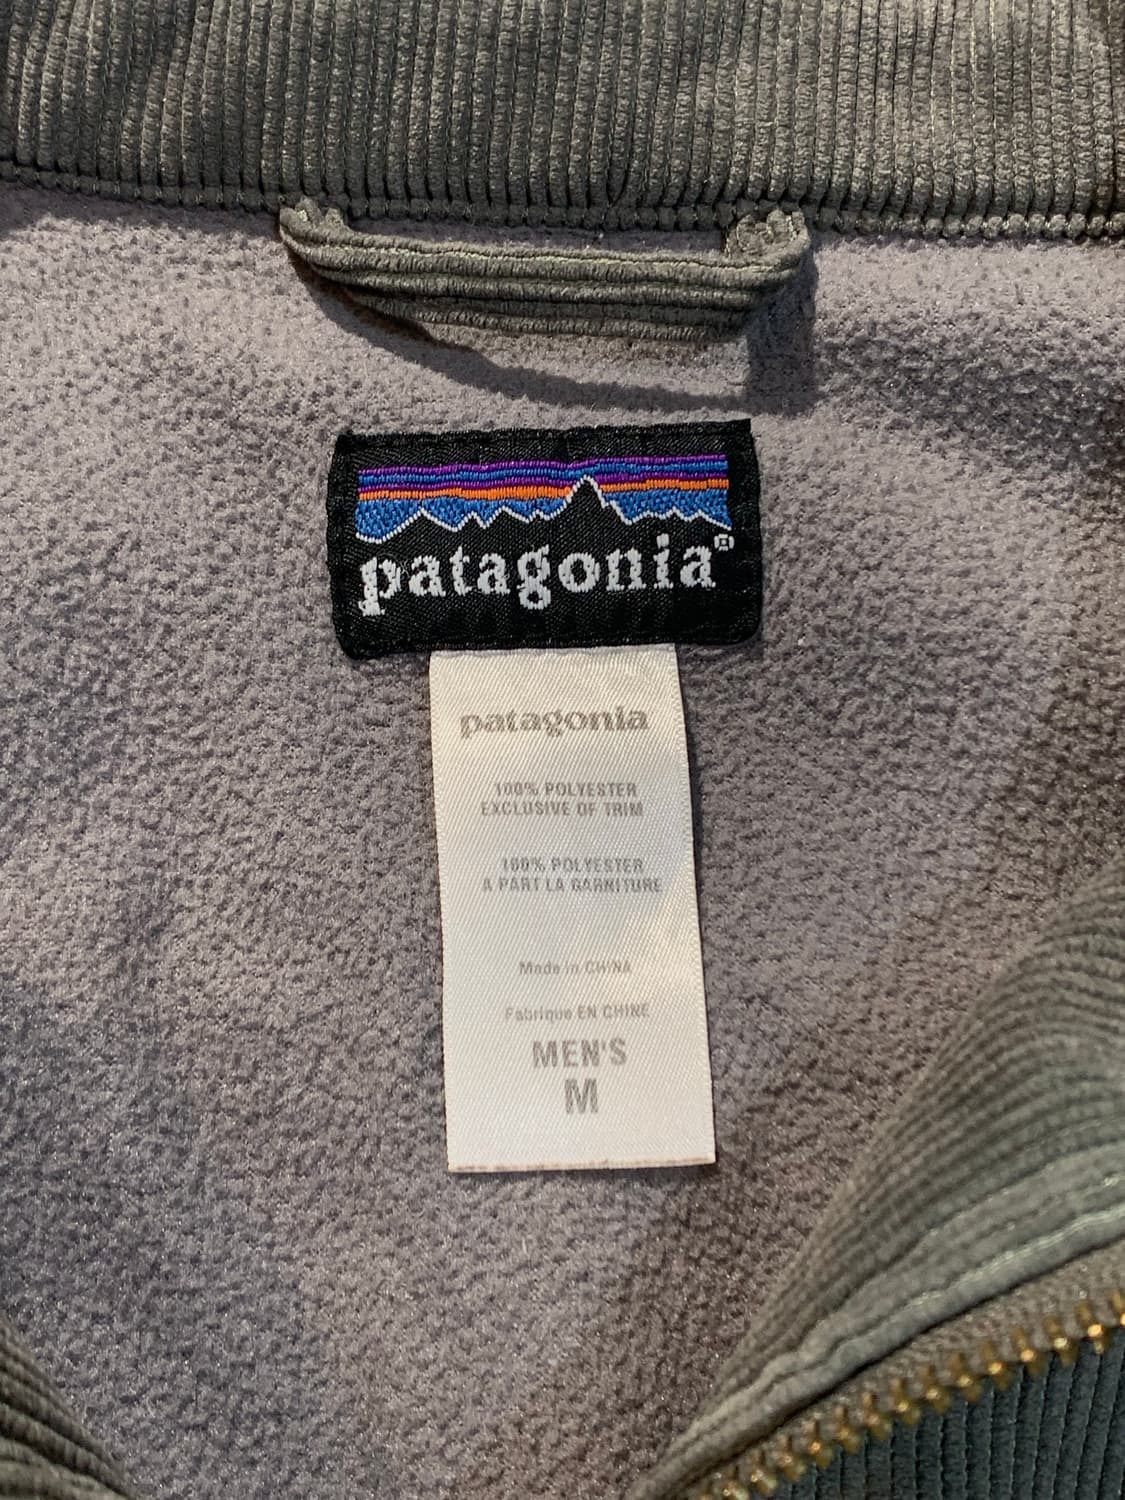 patagonia®
patagonia
100% POLYESTER
EXCLUSIVE OF TRIM
100% POLYESTER
A PART LA GARNITURE
Made in CHINA
Fabrique EN CHINE
MEN'S
M